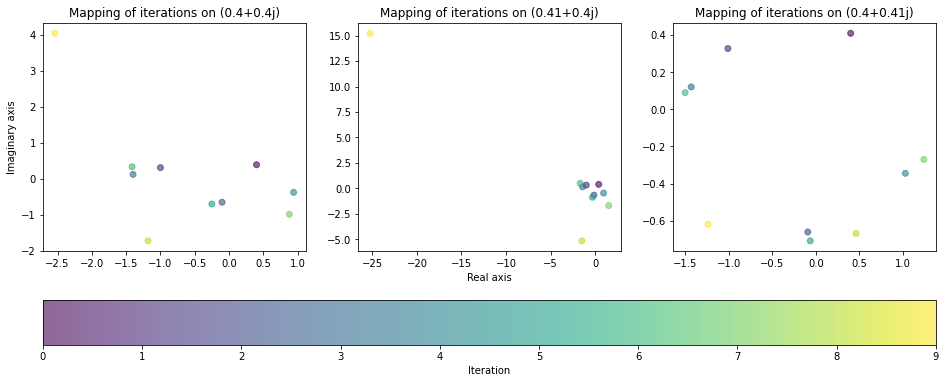 Mapping of iterations on (0.4+0.4j)
Mapping of iterations on (0.41+0.4j)
Mapping of iterations on (0.4+0.41j)
Imaginary axis
4
3
2
1
0
−1
−2
−2.5 −2.0 −1.5 −1.0 −0.5 0.0 0.5 1.0
15.0
12.5
10.0
7.5
5.0
2.5
0.0
−2.5
−5.0
−25 −20 −15 −10 −5 0
Real axis
0.4
0.2
0.0
−0.2
−0.4
−0.6
−1.5 −1.0 −0.5 0.0 0.5 1.0
0 1 2 3 4 5 6 7 8 9
Iteration